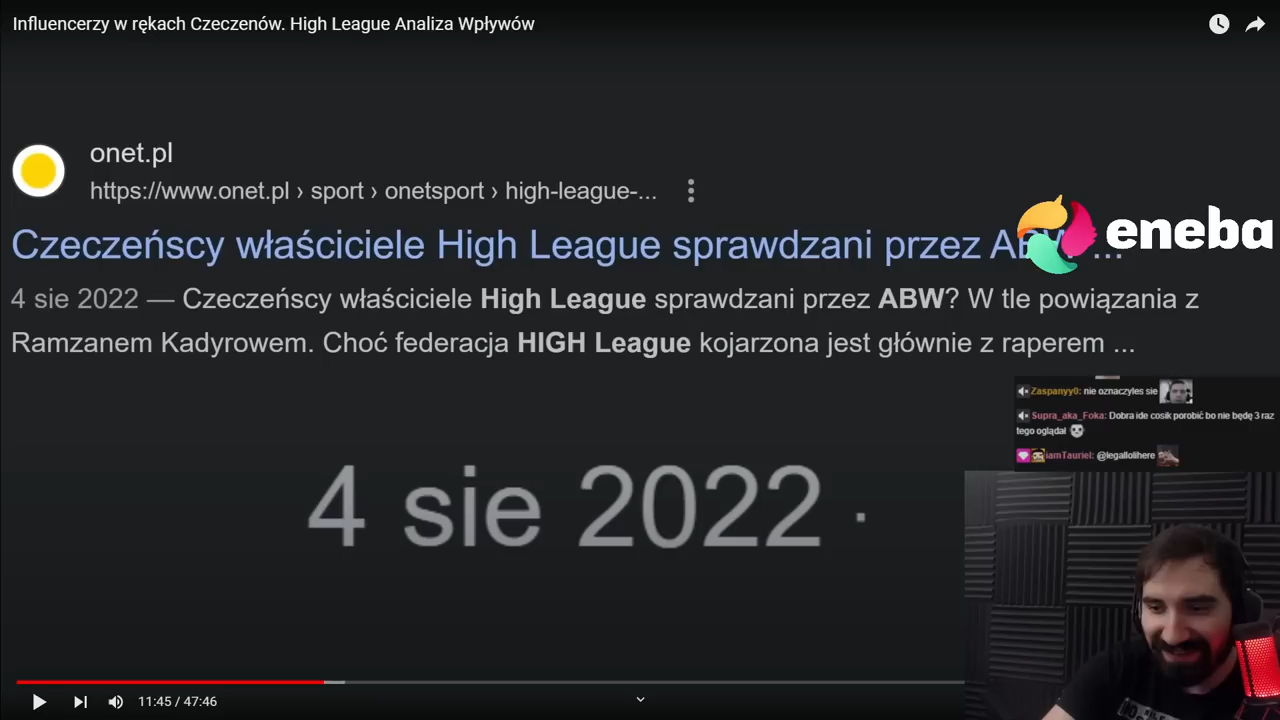 Influencerzy w rękach Czeczenów. High League Analiza Wpływów
onet.pl
https://www.onet.pl › sport › onetsport › high-league-...
Czeczeńscy właściciele High League sprawdzani przez ABW ...
eneba
4 sie 2022 — Czeczeńscy właściciele High League sprawdzani przez ABW? W tle powiązania z
Ramzanem Kadyrowem. Choć federacja HIGH League kojarzona jest głównie z raperem ...
Zaspanyy0: nie oznaczyles sie
Supra_aka_Foka: Dobra ide cosik porobić bo nie będę 3 raz
tego oglądal
iamTauriel: @legallolihere
4 sie 2022 ·
11:45 / 47:46